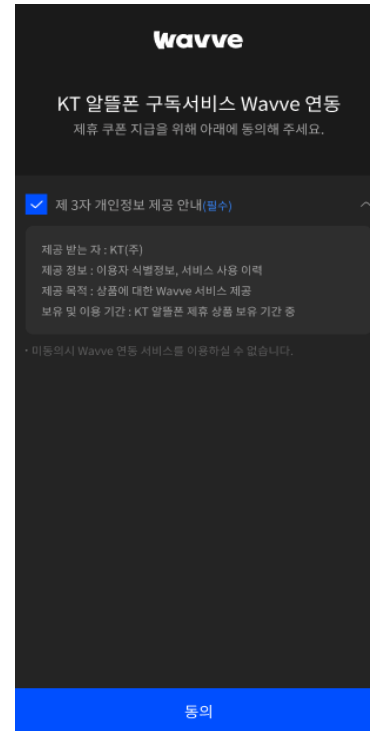 wavve
KT 알뜰폰 구독서비스 Wavve 연동
제휴 쿠폰 지급을 위해 아래에 동의해 주세요.
제 3자 개인정보 제공 안내(필수)
제공 받는 자 : KT(주)
제공 정보 : 이용자 식별정보, 서비스 사용 이력
제공 목적 : 상품에 대한 Wavve 서비스 제공
보유 및 이용 기간 : KT 알뜰폰 제휴 상품 보유 기간 중
· 미동의시 Wavve 연동 서비스를 이용하실 수 없습니다.
동의